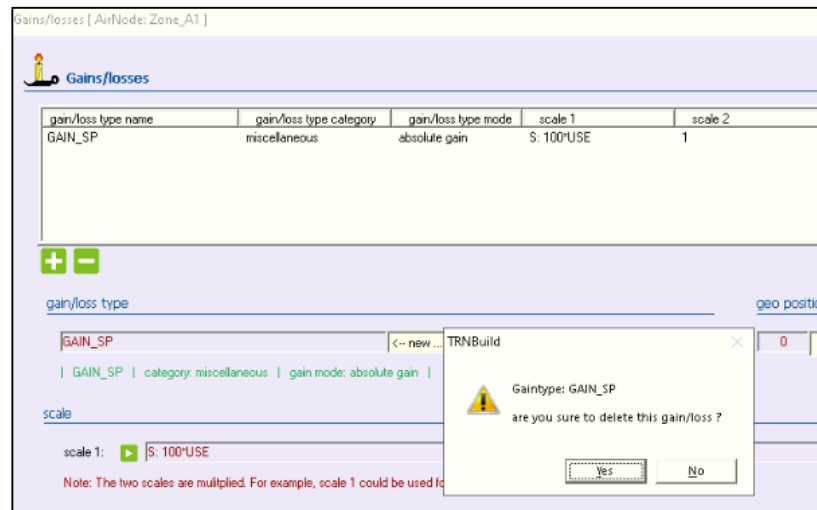 Gains/losses [ AirNode: Zone_A1 ]
Gains/losses
gain/loss type name gain/loss type category gain/loss type mode scale 1 scale 2
GAIN_SP miscellaneous absolute gain S: 100*USE 1
gain/loss type geo positi
GAIN_SP <-- new ... 0
| GAIN_SP | category: miscellaneous | gain mode: absolute gain |
TRNBuild
Gaintype: GAIN_SP
are you sure to delete this gain/loss ?
Yes No
scale
scale 1: S: 100*USE
Note: The two scales are mulitplied. For example, scale 1 could be used fo